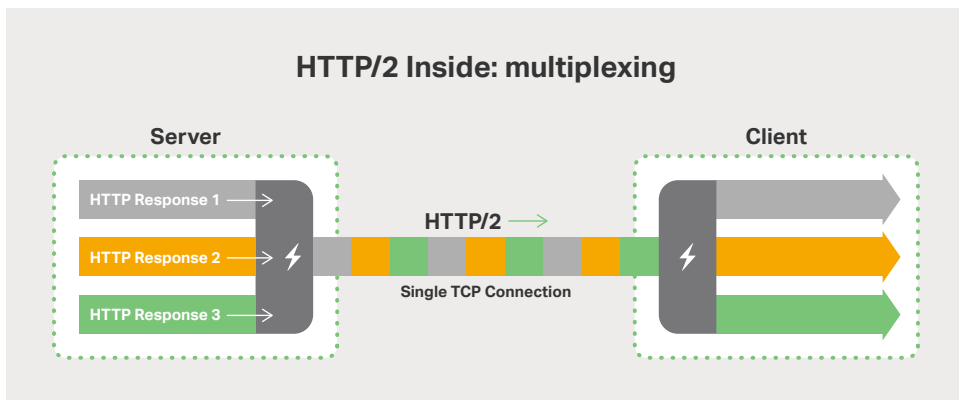 HTTP/2 Inside: multiplexing
Server
Client
HTTP Response 1
HTTP/2
HTTP Response 2
Single TCP Connection
HTTP Response 3